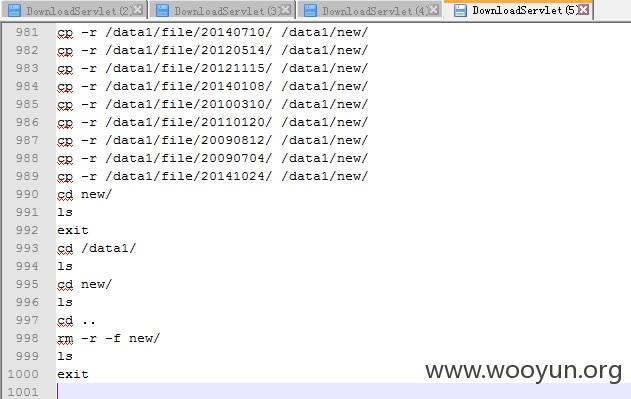 DownloadServlet(2) DownloadServlet(3) DownloadServlet(4) DownloadServlet(5)
981 cp -r /data1/file/20140710/ /data1/new/
982 cp -r /data1/file/20120514/ /data1/new/
983 cp -r /data1/file/20121115/ /data1/new/
984 cp -r /data1/file/20140108/ /data1/new/
985 cp -r /data1/file/20100310/ /data1/new/
986 cp -r /data1/file/20110120/ /data1/new/
987 cp -r /data1/file/20090812/ /data1/new/
988 cp -r /data1/file/20090704/ /data1/new/
989 cp -r /data1/file/20141024/ /data1/new/
990 cd new/
991 ls
992 exit
993 cd /data1/
994 ls
995 cd new/
996 ls
997 cd ..
998 rm -r -f new/
999 ls
1000 exit
1001
www.wooyun.org